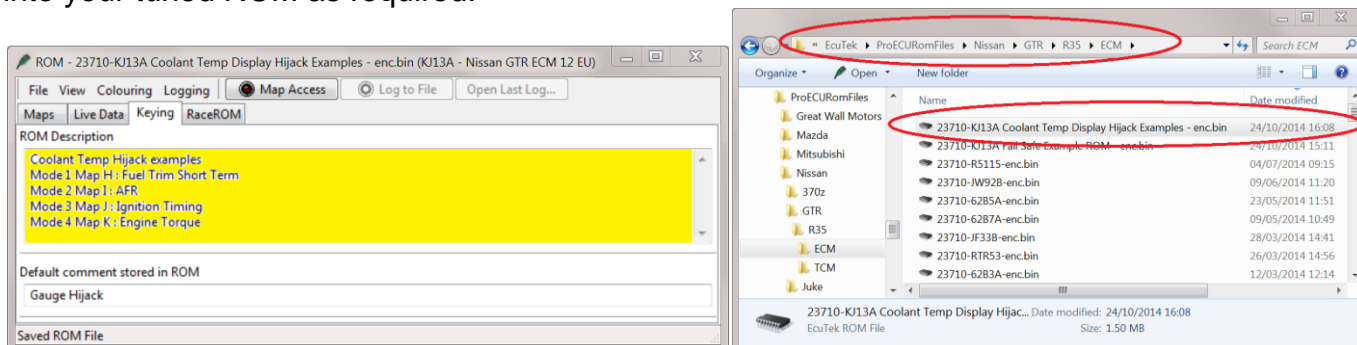 into your tuned ROM as required.
ROM - 23710-KJ13A Coolant Temp Display Hijack Examples - enc.bin (KJ13A - Nissan GTR ECM 12 EU)
File View Colouring Logging Map Access Log to File Open Last Log...
Maps Live Data Keying RaceROM
ROM Description
Coolant Temp Hijack examples
Mode 1 Map H : Fuel Trim Short Term
Mode 2 Map I : AFR
Mode 3 Map J : Ignition Timing
Mode 4 Map K : Engine Torque
Default comment stored in ROM
Gauge Hijack
Saved ROM File
« EcuTek ProECURomFiles Nissan GTR R35 ECM Search ECM
Organize Open New folder
ProECURomFiles
Great Wall Motors
Mazda
Mitsubishi
Nissan
370z
GTR
R35
ECM
TCM
Juke
Name Date modified
23710-KJ13A Coolant Temp Display Hijack Examples - enc.bin 24/10/2014 16:08
23710-KJ13A Fail Safe Example ROM - enc.bin 24/10/2014 15:11
23710-R5115-enc.bin 04/07/2014 09:15
23710-JW92B-enc.bin 09/06/2014 11:20
23710-62B5A-enc.bin 23/05/2014 11:51
23710-62B7A-enc.bin 09/05/2014 10:49
23710-JF33B-enc.bin 28/03/2014 14:41
23710-RTR53-enc.bin 26/03/2014 14:56
23710-62B3A-enc.bin 12/03/2014 12:14
23710-KJ13A Coolant Temp Display Hijac... Date modified: 24/10/2014 16:08
EcuTek ROM File Size: 1.50 MB